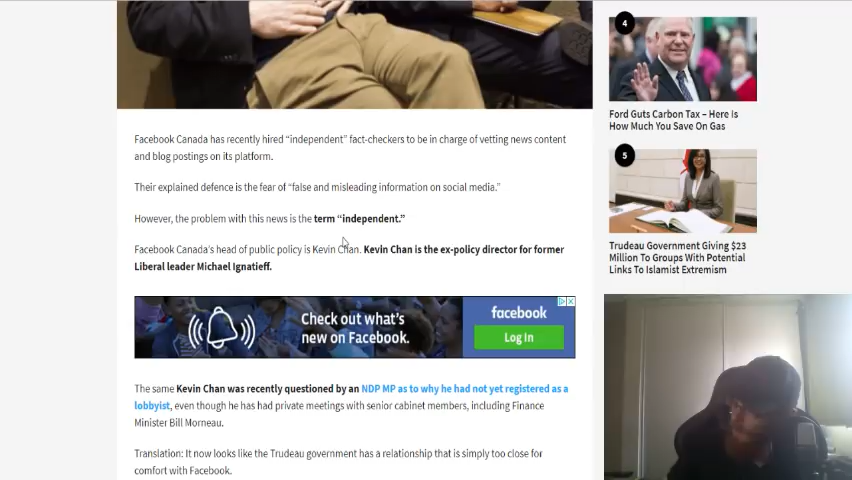 Facebook Canada has recently hired “independent” fact-checkers to be in charge of vetting news content
and blog postings on its platform.
Their explained defence is the fear of “false and misleading information on social media.”
However, the problem with this news is the term “independent.”
Facebook Canada's head of public policy is Kevin Chan. Kevin Chan is the ex-policy director for former
Liberal leader Michael Ignatieff.
Check out what's
new on Facebook.
facebook
Log In
The same Kevin Chan was recently questioned by an NDP MP as to why he had not yet registered as a
lobbyist, even though he has had private meetings with senior cabinet members, including Finance
Minister Bill Morneau.
Translation: It now looks like the Trudeau government has a relationship that is simply too close for
comfort with Facebook.
4
Ford Guts Carbon Tax – Here Is
How Much You Save On Gas
5
Trudeau Government Giving $23
Million To Groups With Potential
Links To Islamist Extremism